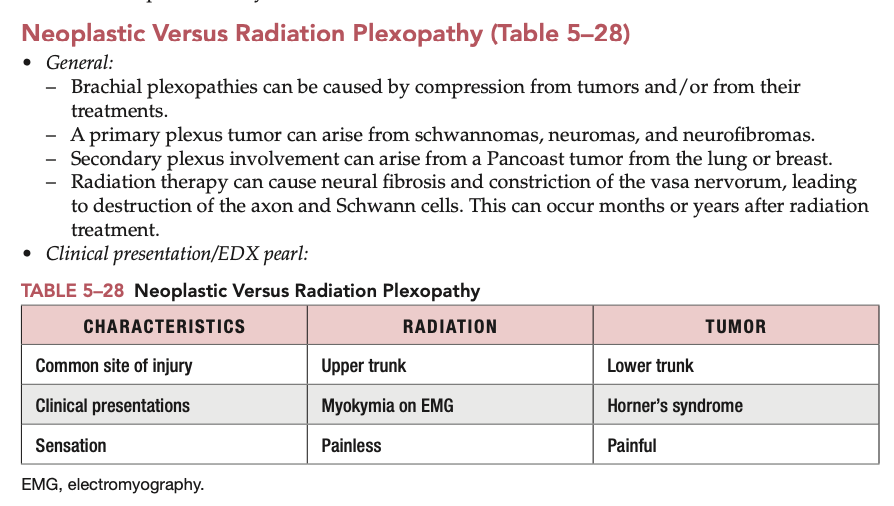 Neoplastic Versus Radiation Plexopathy (Table 5–28)
• General:
– Brachial plexopathies can be caused by compression from tumors and/or from their
treatments.
– A primary plexus tumor can arise from schwannomas, neuromas, and neurofibromas.
– Secondary plexus involvement can arise from a Pancoast tumor from the lung or breast.
– Radiation therapy can cause neural fibrosis and constriction of the vasa nervorum, leading
to destruction of the axon and Schwann cells. This can occur months or years after radiation
treatment.
• Clinical presentation/EDX pearl:
TABLE 5–28 Neoplastic Versus Radiation Plexopathy
CHARACTERISTICS RADIATION TUMOR
Common site of injury Upper trunk Lower trunk
Clinical presentations Myokymia on EMG Horner's syndrome
Sensation Painless Painful
EMG, electromyography.